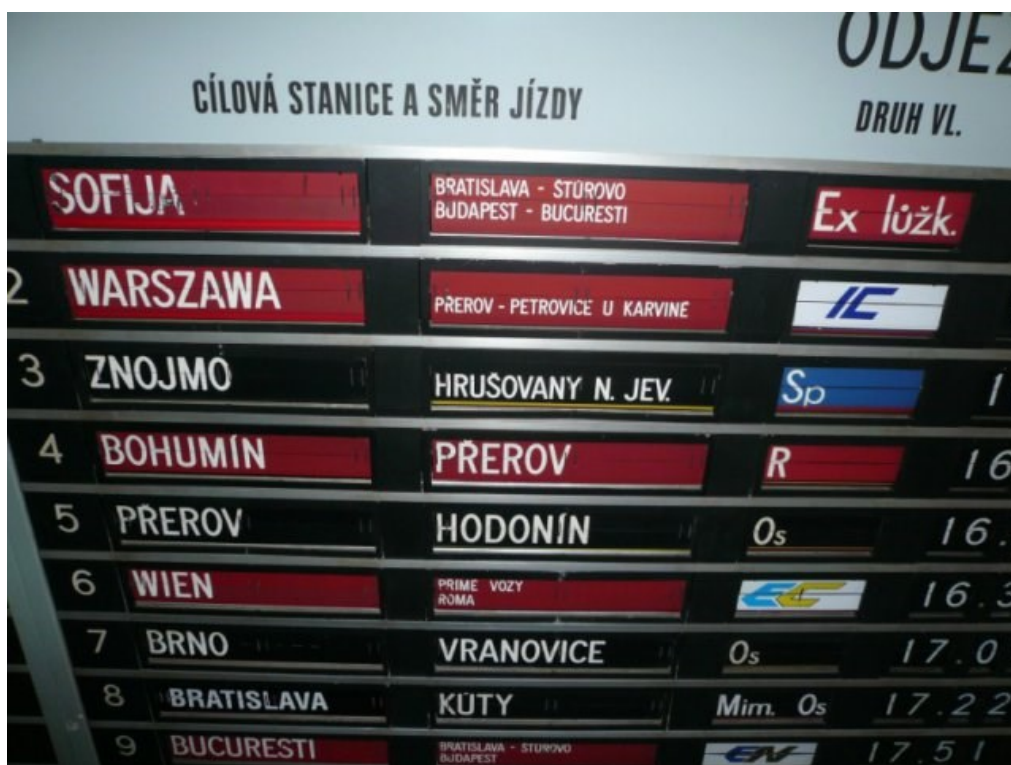 ODJEZ
CÍLOVÁ STANICE A SMĚR JÍZDY
DRUH VL.
SOFIJA BRATISLAVA - ŠTÚROVO Ex lůžk.
BUDAPEST - BUCURESTI
2 WARSZAWA PŘEROV - PETROVICE U KARVINÉ IC
3 ZNOJMO HRUŠOVANY N. JEV. Sp 1
4 BOHUMÍN PŘEROV R 16
5 PŘEROV HODONÍN Os 16.
6 WIEN PRIME VOZY EC 16.3
ROMA
7 BRNO VRANOVICE Os 17.0
8 BRATISLAVA KÚTY Mim. Os 17.22
9 BUCURESTI BRATISLAVA - ŠTÚROVO EN 17.51
BUDAPEST